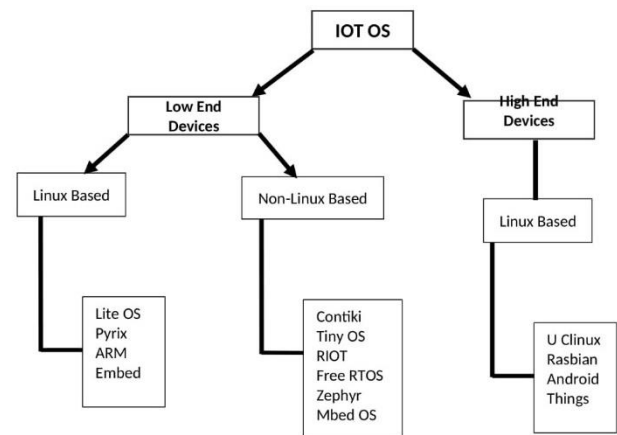 IOT OS
Low End
Devices
High End
Devices
Linux Based
Non-Linux Based
Linux Based
Lite OS
Pyrix
ARM
Embed
Contiki
Tiny OS
RIOT
Free RTOS
Zephyr
Mbed OS
U Clinux
Rasbian
Android
Things